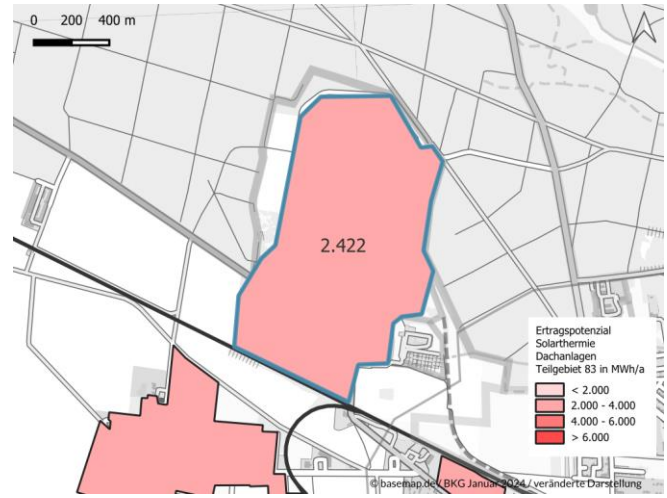 0 200 400 m
2.422
Ertragspotenzial
Solarthermie
Dachanlagen
Teilgebiet 83 in MWh/a
< 2.000
2.000 - 4.000
4.000 - 6.000
> 6.000
© basemap.de / BKG Januar 2024 / veränderte Darstellung